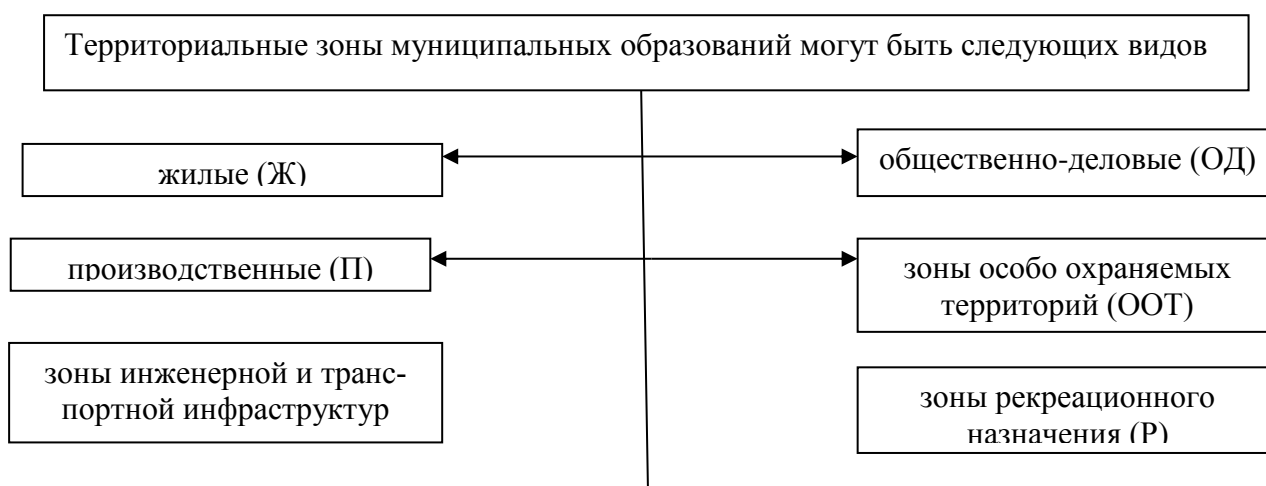 Территориальные зоны муниципальных образований могут быть следующих видов
жилые (Ж)
общественно-деловые (ОД)
производственные (П)
зоны особо охраняемых
территорий (ООТ)
зоны инженерной и транс-
портной инфраструктур
зоны рекреационного
назначения (Р)